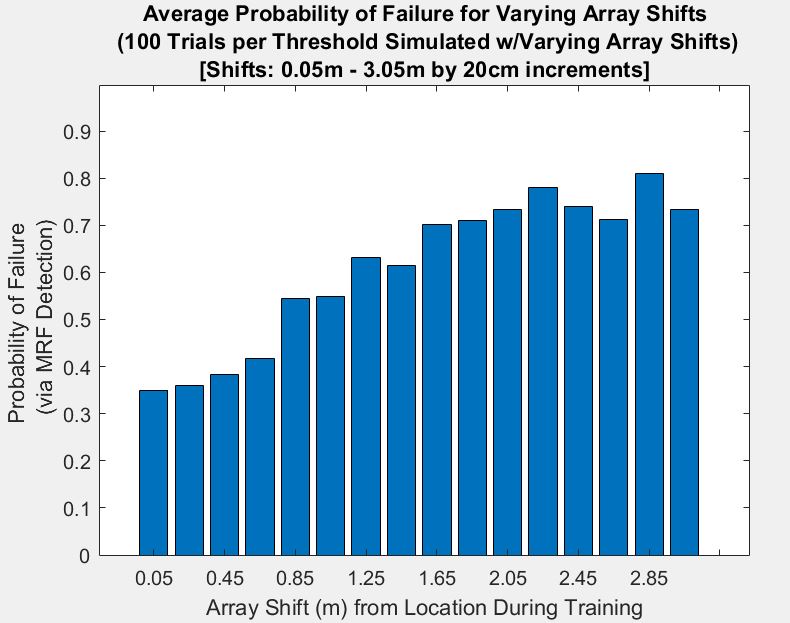 Average Probability of Failure for Varying Array Shifts
(100 Trials per Threshold Simulated w/Varying Array Shifts)
[Shifts: 0.05m - 3.05m by 20cm increments]
Probability of Failure
(via MRF Detection)
0.9
0.8
0.7
0.6
0.5
0.4
0.3
0.2
0.1
0
0.05 0.45 0.85 1.25 1.65 2.05 2.45 2.85
Array Shift (m) from Location During Training